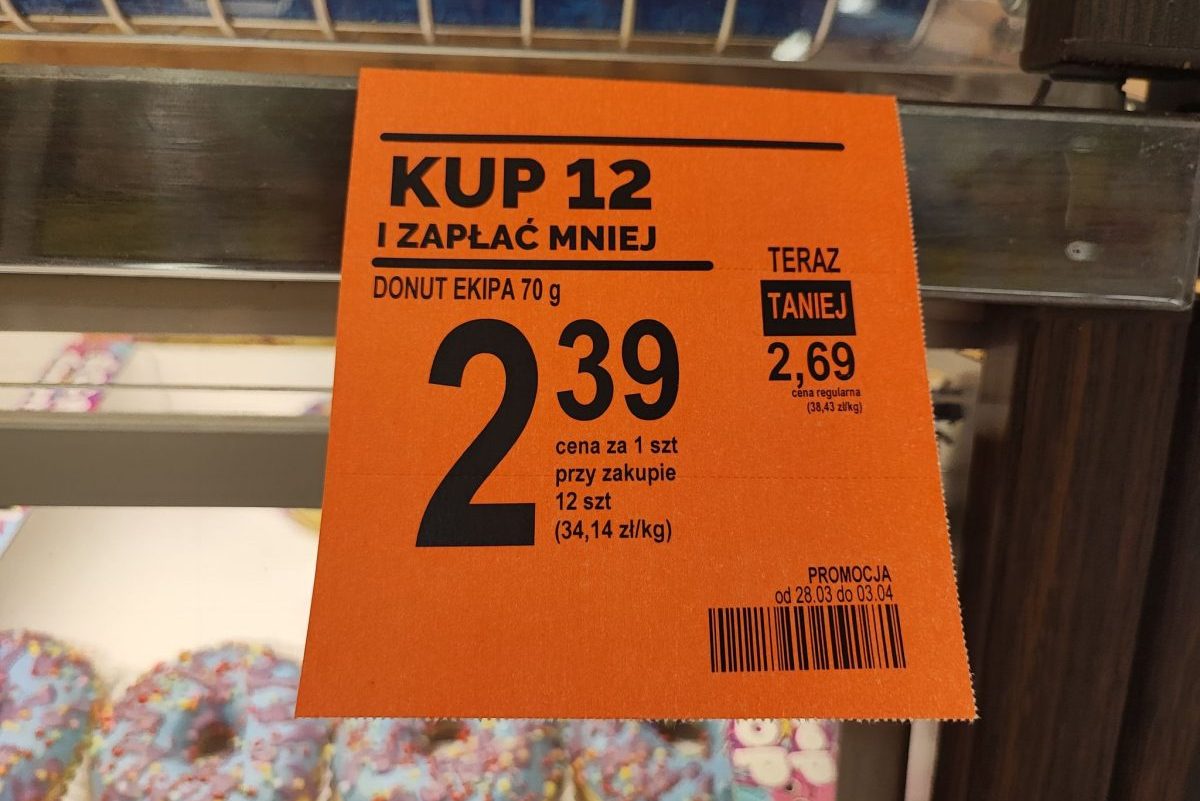 KUP 12
I ZAPŁAĆ MNIEJ
DONUT EKIPA 70 g
2 39
cena za 1 szt
przy zakupie
12 szt
(34,14 zł/kg)
TERAZ
TANIEJ
2,69
cena regularna
(38,43 zł/kg)
PROMOCJA
od 28.03 do 03.04